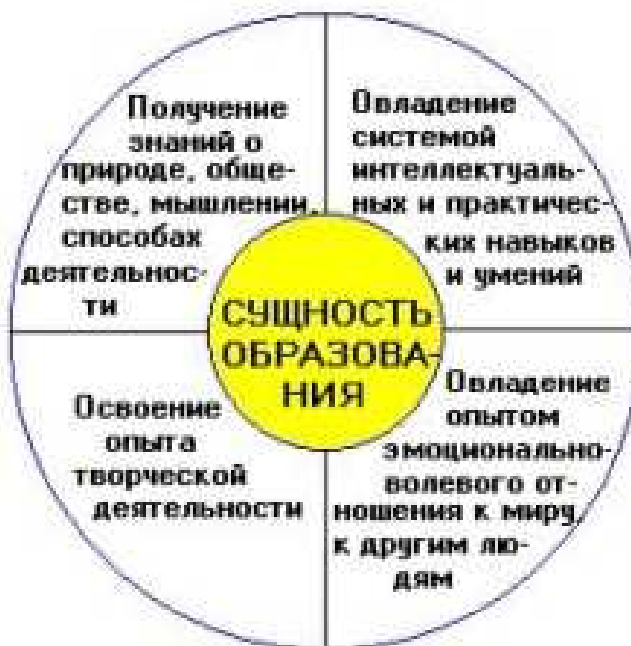 Получение
знаний о
природе, обще-
стве, мышлении,
способах
деятельнос-
ти
Овладение
системой
интеллектуаль-
ных и практичес-
ких навыков
и умений
СУЩНОСТЬ
ОБРАЗОВА-
НИЯ
Освоение
опыта
творческой
деятельности
Овладение
опытом
эмоционально-
волевого от-
ношения к миру,
к другим лю-
дям